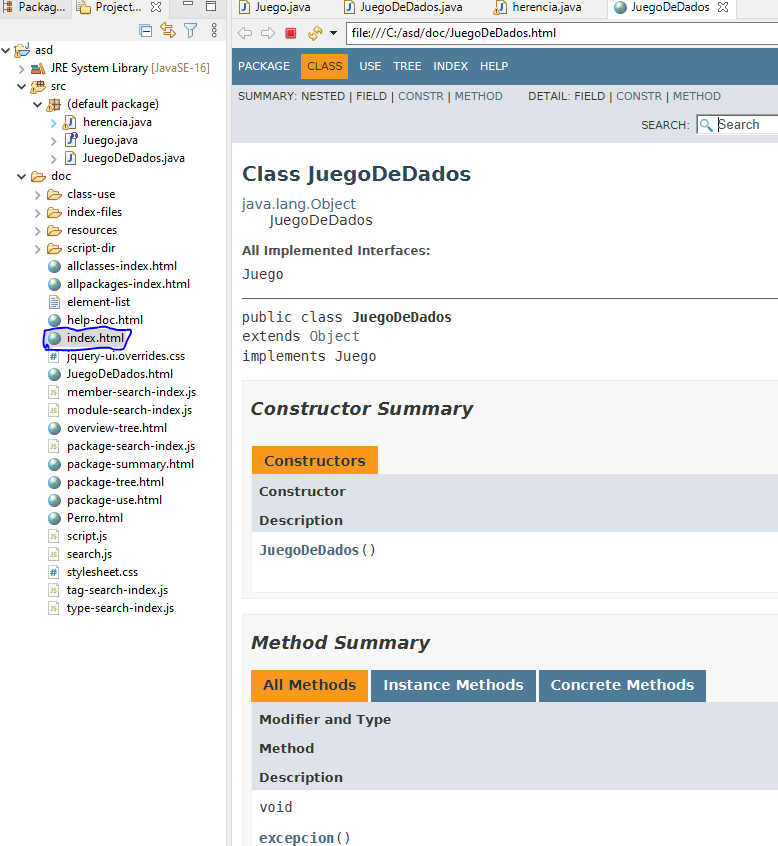 Packag...
Project...
asd
JRE System Library [JavaSE-16]
src
(default package)
herencia.java
Juego.java
JuegoDeDados.java
doc
class-use
index-files
resources
script-dir
allclasses-index.html
allpackages-index.html
element-list
help-doc.html
index.html
jquery-ui.overrides.css
JuegoDeDados.html
member-search-index.js
module-search-index.js
overview-tree.html
package-search-index.js
package-summary.html
package-tree.html
package-use.html
Perro.html
script.js
search.js
stylesheet.css
tag-search-index.js
type-search-index.js
Juego.java JuegoDeDados.java herencia.java JuegoDeDados
file:///C:/asd/doc/JuegoDeDados.html
PACKAGE CLASS USE TREE INDEX HELP
SUMMARY: NESTED | FIELD | CONSTR | METHOD DETAIL: FIELD | CONSTR | METHOD
SEARCH: Search
Class JuegoDeDados
java.lang.Object
JuegoDeDados
All Implemented Interfaces:
Juego
public class JuegoDeDados
extends Object
implements Juego
Constructor Summary
Constructors
Constructor
Description
JuegoDeDados()
Method Summary
All Methods Instance Methods Concrete Methods
Modifier and Type
Method
Description
void
excepcion()